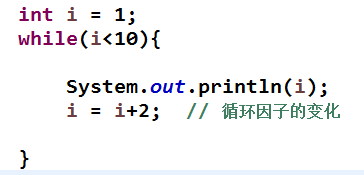 int i = 1;
while(i<10){
System.out.println(i);
i = i+2;  // 循环因子的变化
}